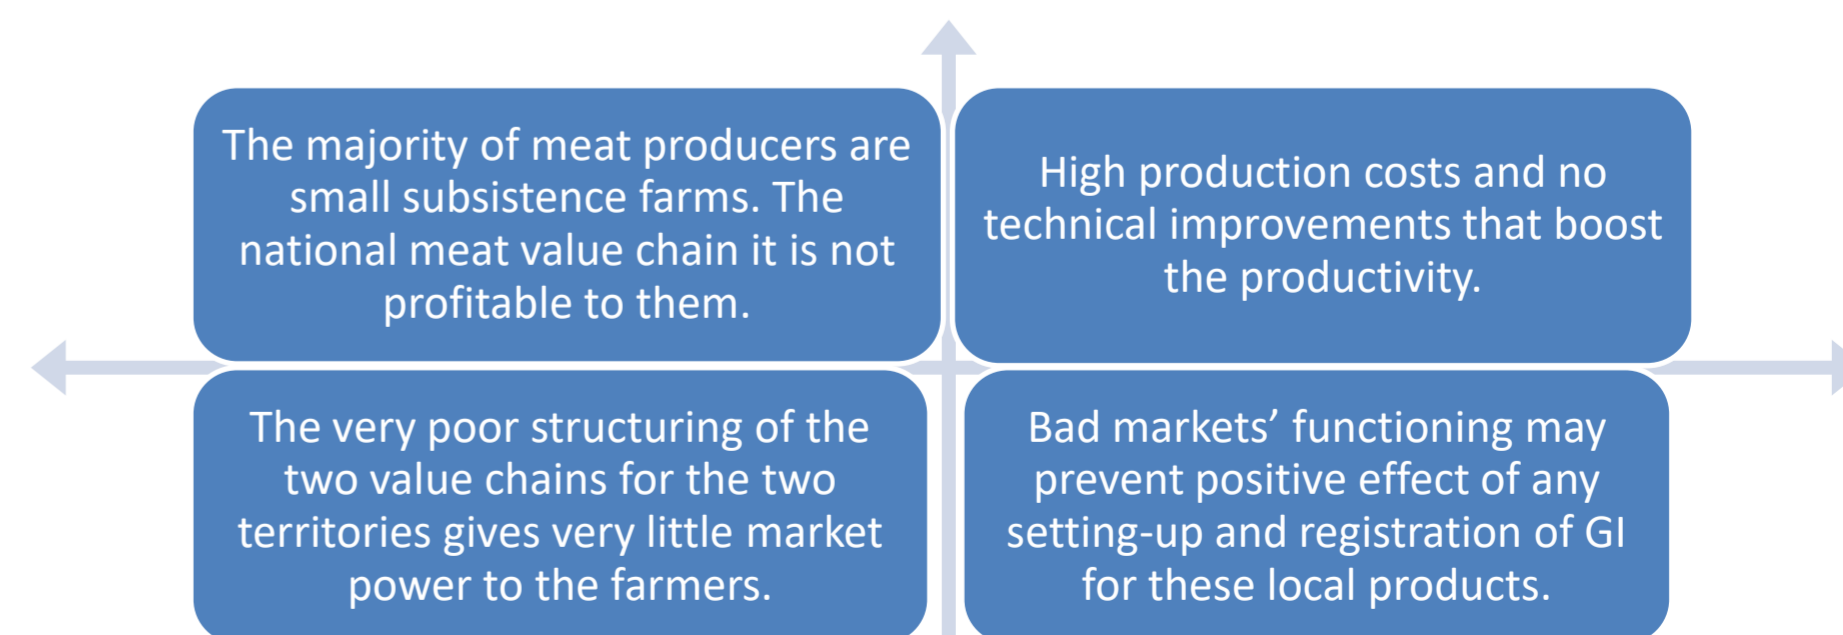 The majority of meat producers are
small subsistence farms. The
national meat value chain it is not
profitable to them.
High production costs and no
technical improvements that boost
the productivity.
The very poor structuring of the
two value chains for the two
territories gives very little market
power to the farmers.
Bad markets’ functioning may
prevent positive effect of any
setting-up and registration of GI
for these local products.